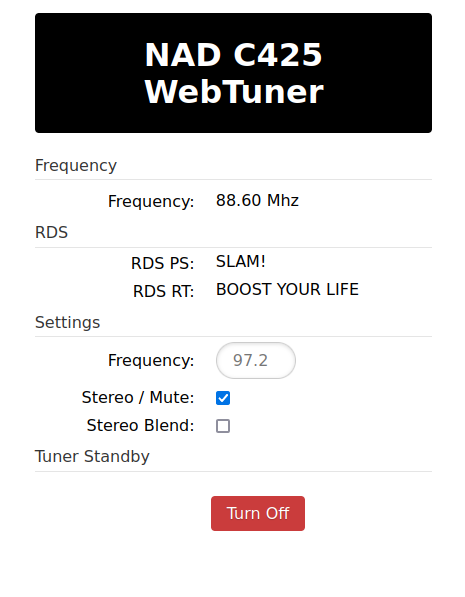 NAD C425
WebTuner
Frequency
Frequency: 88.60 Mhz
RDS
RDS PS: SLAM!
RDS RT: BOOST YOUR LIFE
Settings
Frequency: 97.2
Stereo / Mute:
Stereo Blend:
Tuner Standby
Turn Off